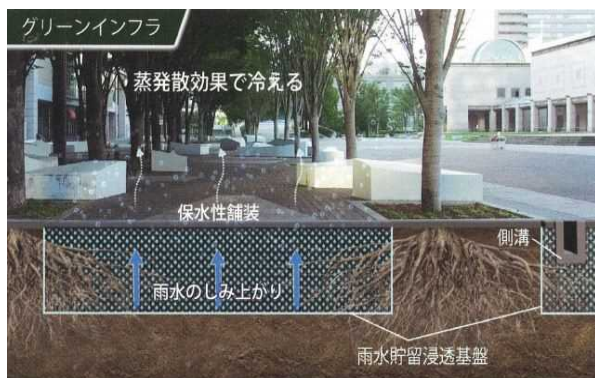 グリーンインフラ
蒸発散効果で冷える
保水性舗装
側溝
雨水のしみ上がり
雨水貯留浸透基盤